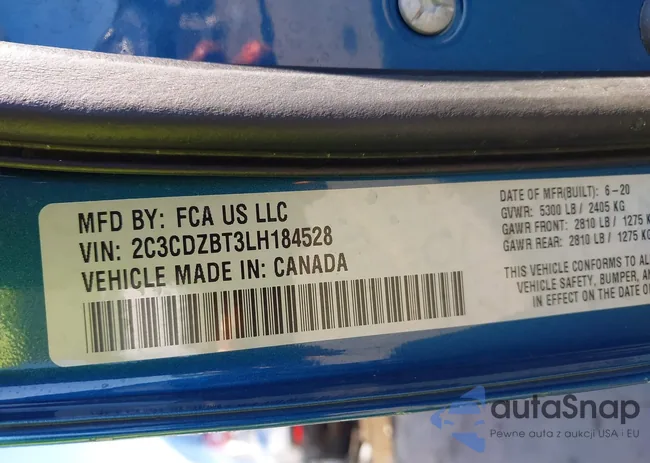 MFD BY: FCA US LLC
VIN: 2C3CDZBT3LH184528
VEHICLE MADE IN: CANADA
DATE OF MFR(BUILT): 6-20
GVWR: 5300 LB / 2405 KG
GAWR FRONT: 2810 LB / 1275 KG
GAWR REAR: 2810 LB / 1275 KG
THIS VEHICLE CONFORMS TO AL
VEHICLE SAFETY, BUMPER, AN
IN EFFECT ON THE DATE O
autaSnap
Pewne auta z aukcji USA i EU